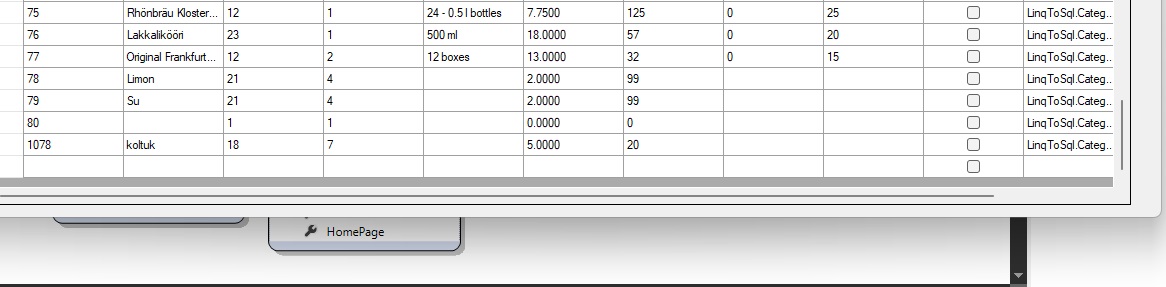 75 Rhönbräu Kloster... 12 1 24 - 0.5 l bottles 7.7500 125 0 25 LinqToSql.Categ...
76 Lakkalikööri 23 1 500 ml 18.0000 57 0 20 LinqToSql.Categ...
77 Original Frankfurt... 12 2 12 boxes 13.0000 32 0 15 LinqToSql.Categ...
78 Limon 21 4 2.0000 99 LinqToSql.Categ...
79 Su 21 4 2.0000 99 LinqToSql.Categ...
80 1 1 0.0000 0 LinqToSql.Categ...
1078 koltuk 18 7 5.0000 20 LinqToSql.Categ...
HomePage